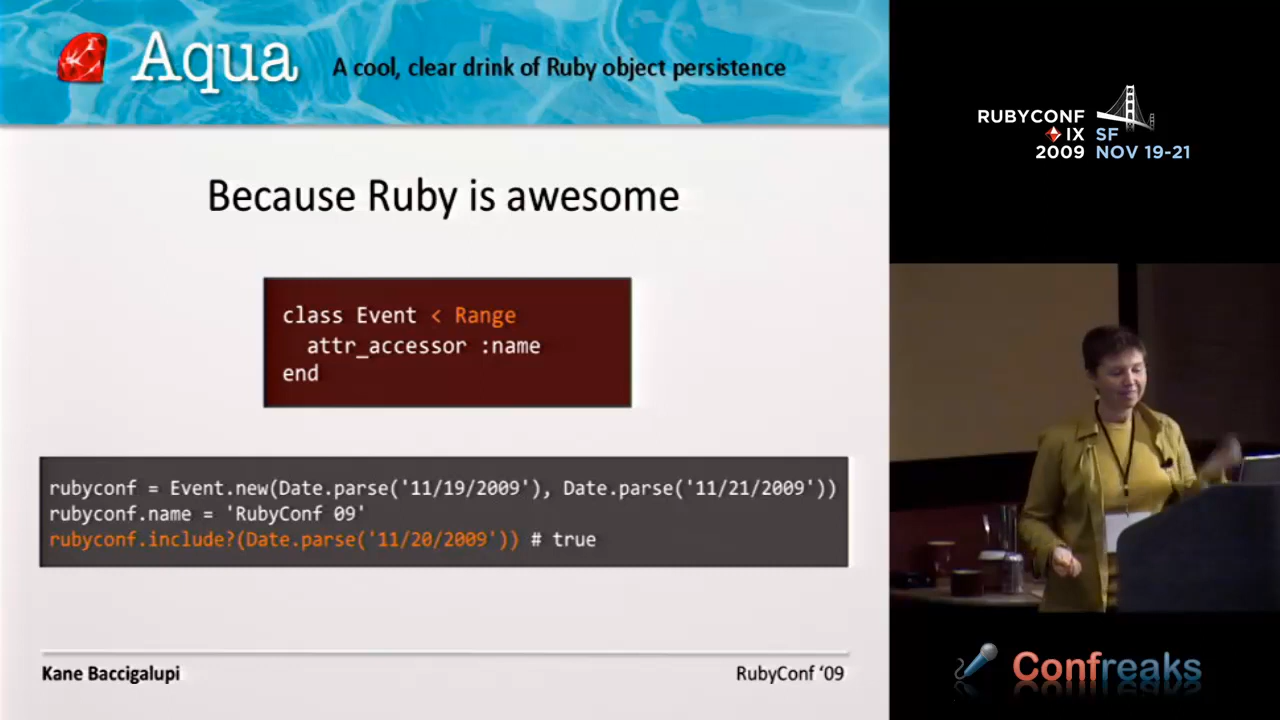 Aqua
A cool, clear drink of Ruby object persistence
Because Ruby is awesome
class Event < Range
attr_accessor :name
end
rubyconf = Event.new(Date.parse('11/19/2009'), Date.parse('11/21/2009'))
rubyconf.name = 'RubyConf 09'
rubyconf.include?(Date.parse('11/20/2009')) # true
Kane Baccigalupi
RubyConf ‘09
RUBYCONF
IX SF
2009 NOV 19-21
Confreaks